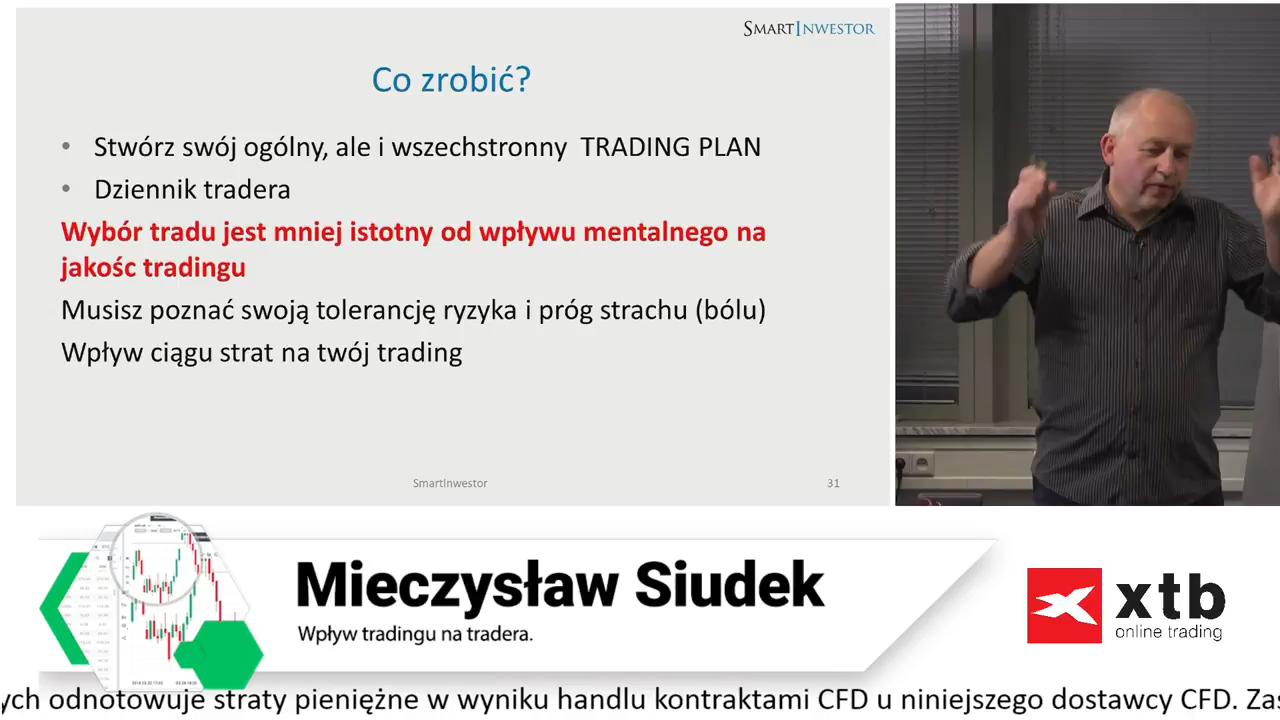 SMARTINWESTOR
Co zrobić?
• Stwórz swój ogólny, ale i wszechstronny TRADING PLAN
• Dziennik tradera
Wybór tradu jest mniej istotny od wpływu mentalnego na
jakośc tradingu
Musisz poznać swoją tolerancję ryzyka i próg strachu (bólu)
Wpływ ciągu strat na twój trading
SmartInwestor
31
Mieczysław Siudek
Wpływ tradingu na tradera.
xtb
online trading
odnotowuje straty pieniężne w wyniku handlu kontraktami CFD u niniejszego dostawcy CFD.